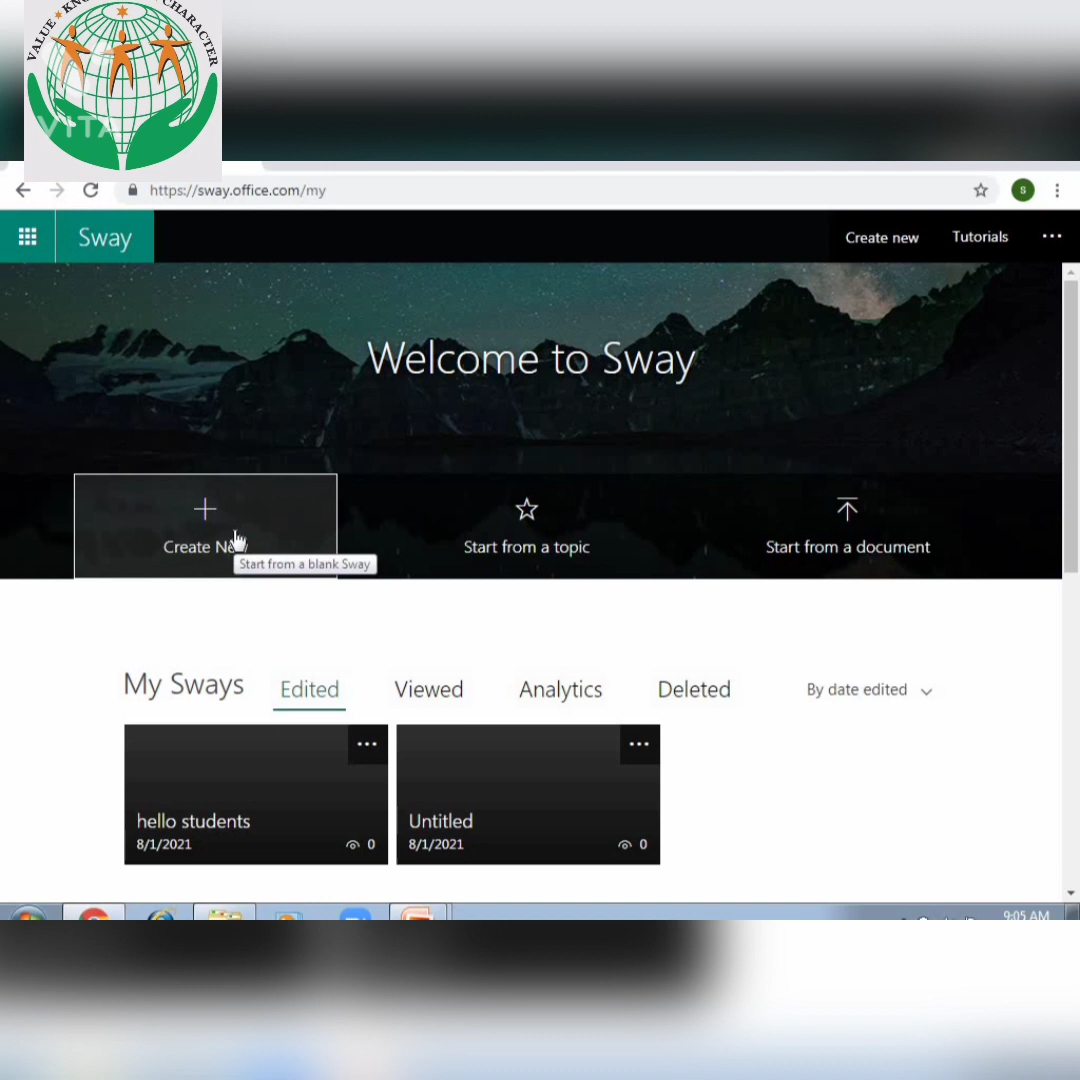 VALUE
CHARACTER
VITA
https://sway.office.com/my
S
Sway
Create new
Tutorials
Welcome to Sway
Create
Start from a topic
Start from a document
Start from a blank Sway
My Sways
Edited
Viewed
Analytics
Deleted
By date edited
hello students
8/1/2021
0
Untitled
8/1/2021
0
9:05 AM